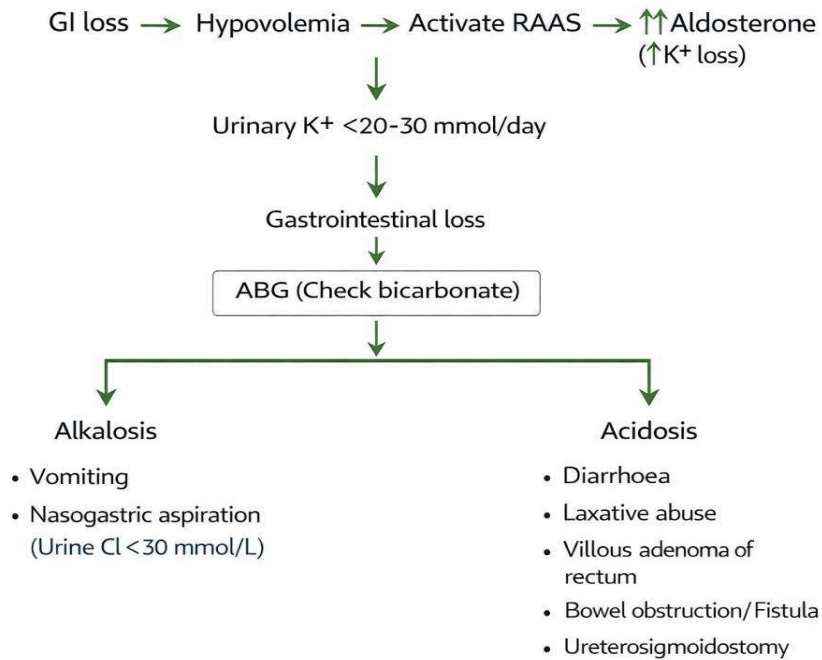 GI loss → Hypovolemia → Activate RAAS → ↑↑Aldosterone
(↑K+ loss)
Urinary K+ <20-30 mmol/day
Gastrointestinal loss
ABG (Check bicarbonate)
Alkalosis
• Vomiting
• Nasogastric aspiration
(Urine Cl <30 mmol/L)
Acidosis
• Diarrhoea
• Laxative abuse
• Villous adenoma of
rectum
• Bowel obstruction/Fistula
• Ureterosigmoidostomy